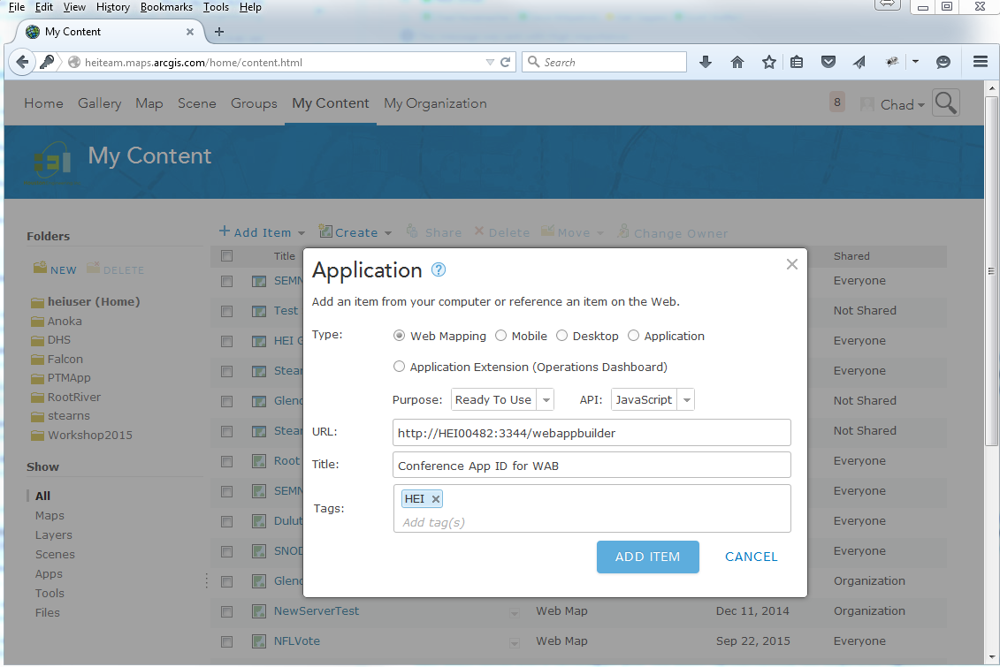 File Edit View History Bookmarks Tools Help
My Content
heiteam.maps.arcgis.com/home/content.html
Search
Home Gallery Map Scene Groups My Content My Organization
8 Chad
My Content
Folders
Add Item Create Share Delete Move Change Owner
NEW DELETE
Title Shared
heiuser (Home)
Anoka
DHS
Falcon
PTMApp
RootRiver
stearns
Workshop2015
Show
All
Maps
Layers
Scenes
Apps
Tools
Files
SEMN Everyone
Test Not Shared
HEI G Everyone
Stearn Everyone
Glenc Not Shared
Stear Not Shared
Root Everyone
SEMN Everyone
Dulut Everyone
SNOD Everyone
Glenc Organization
NewServerTest Web Map Dec 11, 2014 Organization
NFLVote Web Map Sep 22, 2015 Everyone
Application ?
Add an item from your computer or reference an item on the Web.
Type: Web Mapping Mobile Desktop Application
Application Extension (Operations Dashboard)
Purpose: Ready To Use API: JavaScript
URL: http://HEI00482:3344/webappbuilder
Title: Conference App ID for WAB
Tags: HEI
Add tag(s)
ADD ITEM CANCEL